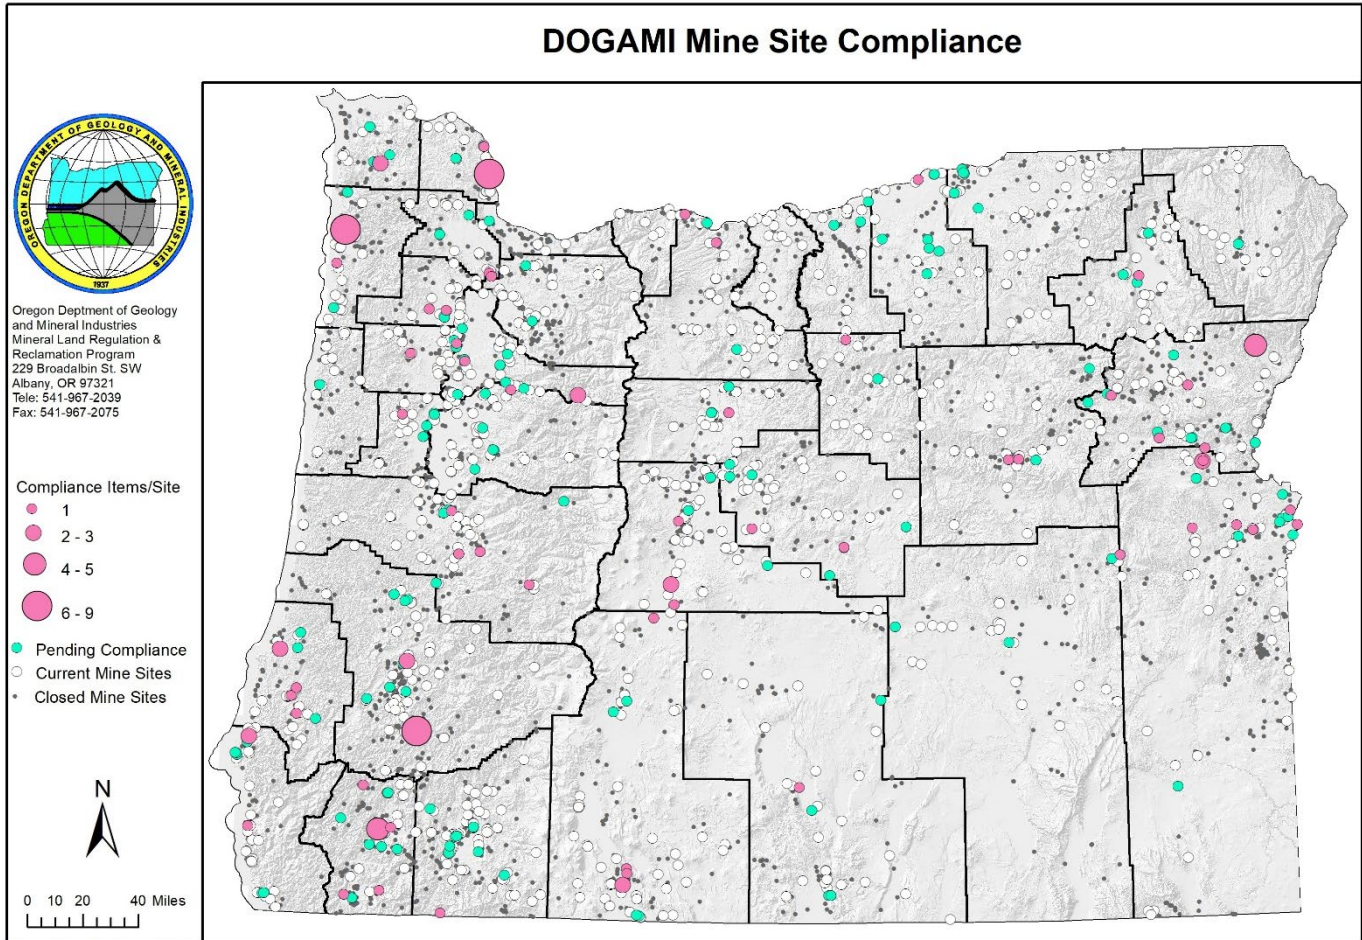 DOGAMI Mine Site Compliance
OREGON DEPARTMENT OF GEOLOGY AND MINERAL INDUSTRIES
1937
Oregon Deptment of Geology
and Mineral Industries
Mineral Land Regulation &
Reclamation Program
229 Broadalbin St. SW
Albany, OR 97321
Tele: 541-967-2039
Fax: 541-967-2075
Compliance Items/Site
1
2 - 3
4 - 5
6 - 9
Pending Compliance
Current Mine Sites
Closed Mine Sites
N
0 10 20 40 Miles